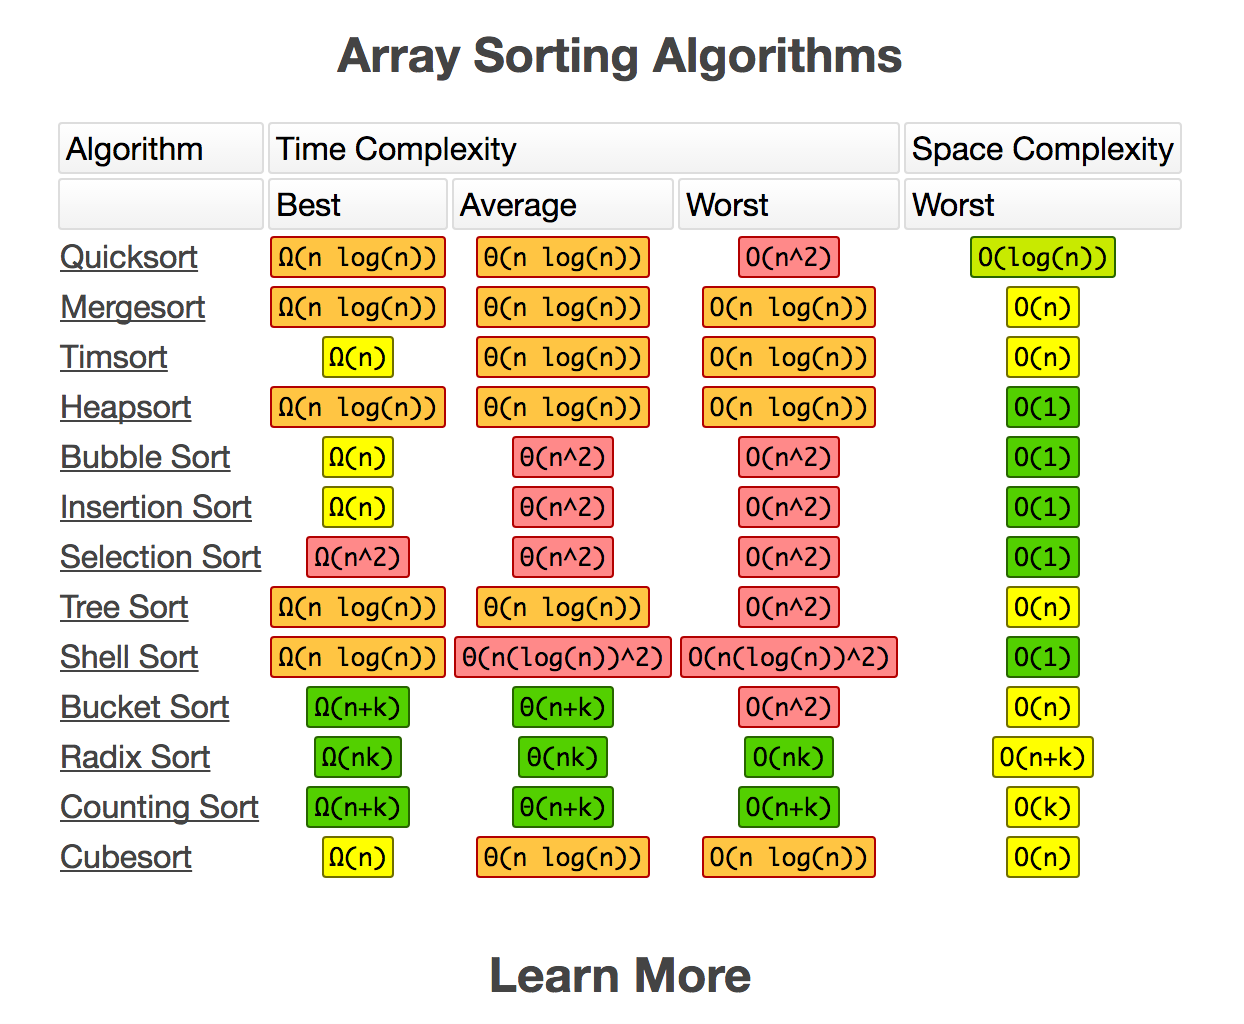 Array Sorting Algorithms
Algorithm Time Complexity Space Complexity
Best Average Worst Worst
Quicksort Ω(n log(n)) Θ(n log(n)) O(n^2) O(log(n))
Mergesort Ω(n log(n)) Θ(n log(n)) O(n log(n)) O(n)
Timsort Ω(n) Θ(n log(n)) O(n log(n)) O(n)
Heapsort Ω(n log(n)) Θ(n log(n)) O(n log(n)) O(1)
Bubble Sort Ω(n) Θ(n^2) O(n^2) O(1)
Insertion Sort Ω(n) Θ(n^2) O(n^2) O(1)
Selection Sort Ω(n^2) Θ(n^2) O(n^2) O(1)
Tree Sort Ω(n log(n)) Θ(n log(n)) O(n^2) O(n)
Shell Sort Ω(n log(n)) Θ(n(log(n))^2) O(n(log(n))^2) O(1)
Bucket Sort Ω(n+k) Θ(n+k) O(n^2) O(n)
Radix Sort Ω(nk) Θ(nk) O(nk) O(n+k)
Counting Sort Ω(n+k) Θ(n+k) O(n+k) O(k)
Cubesort Ω(n) Θ(n log(n)) O(n log(n)) O(n)
Learn More